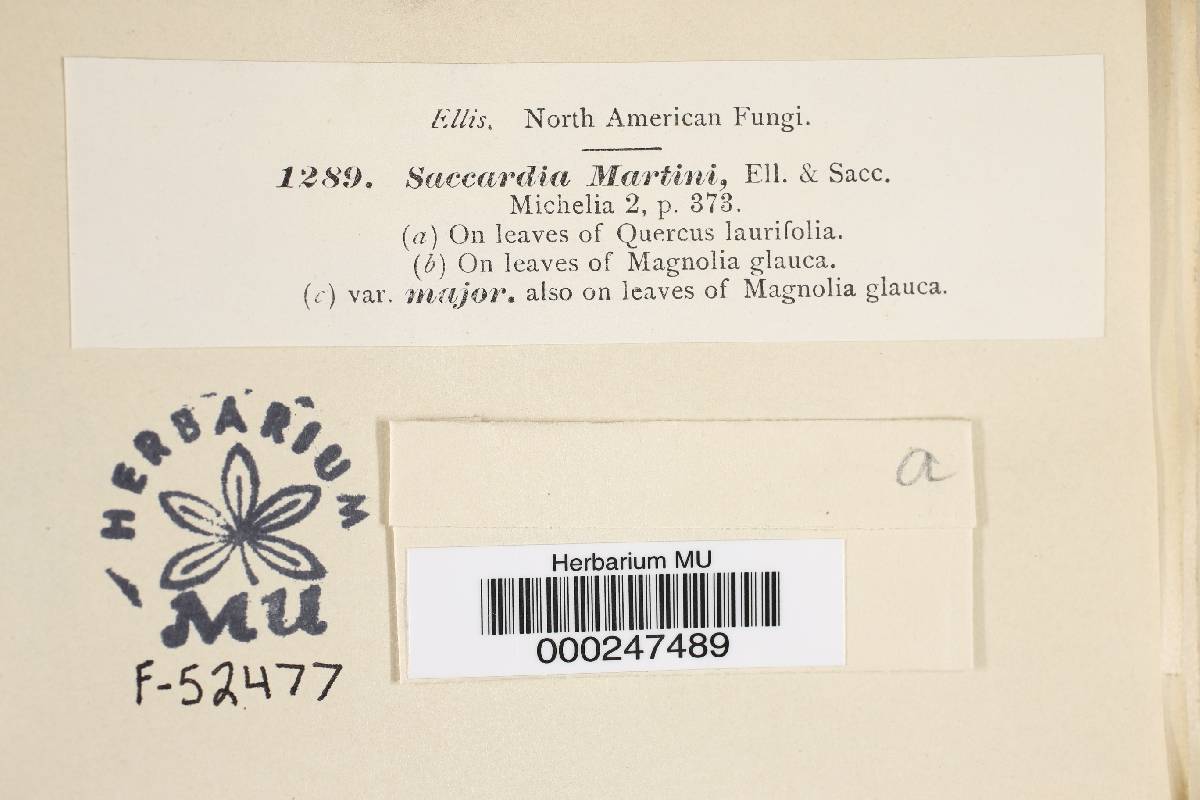 Ellis. North American Fungi.
1289. Saccardia Martini, Ell. & Sacc.
Michelia 2, p. 373.
(a) On leaves of Quercus laurifolia.
(b) On leaves of Magnolia glauca.
(c) var. major. also on leaves of Magnolia glauca.
HERBARIUM
MU
F-52477
a
Herbarium MU
000247489